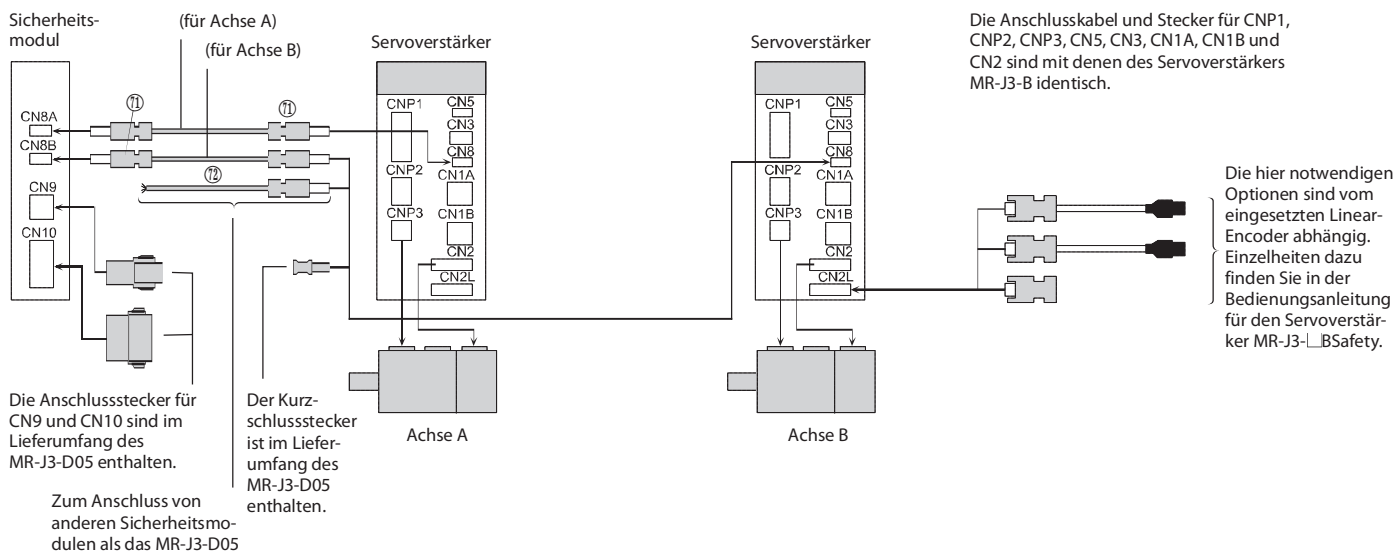 Sicherheits-
modul
(für Achse A)
(für Achse B)
Servoverstärker
Servoverstärker
Die Anschlusskabel und Stecker für CNP1,
CNP2, CNP3, CN5, CN3, CN1A, CN1B und
CN2 sind mit denen des Servoverstärkers
MR-J3-B identisch.
CN8A
CN8B
CN9
CN10
71
71
72
CNP1
CNP2
CNP3
CN5
CN3
CN8
CN1A
CN1B
CN2
CN2L
CNP1
CNP2
CNP3
CN5
CN3
CN8
CN1A
CN1B
CN2
CN2L
Die hier notwendigen
Optionen sind vom
eingesetzten Linear-
Encoder abhängig.
Einzelheiten dazu
finden Sie in der
Bedienungsanleitung
für den Servoverstär-
ker MR-J3-□BSafety.
Die Anschlussstecker für
CN9 und CN10 sind im
Lieferumfang des
MR-J3-D05 enthalten.
Der Kurz-
schlussstecker
ist im Liefer-
umfang des
MR-J3-D05
enthalten.
Achse A
Achse B
Zum Anschluss von
anderen Sicherheitsmo-
dulen als das MR-J3-D05